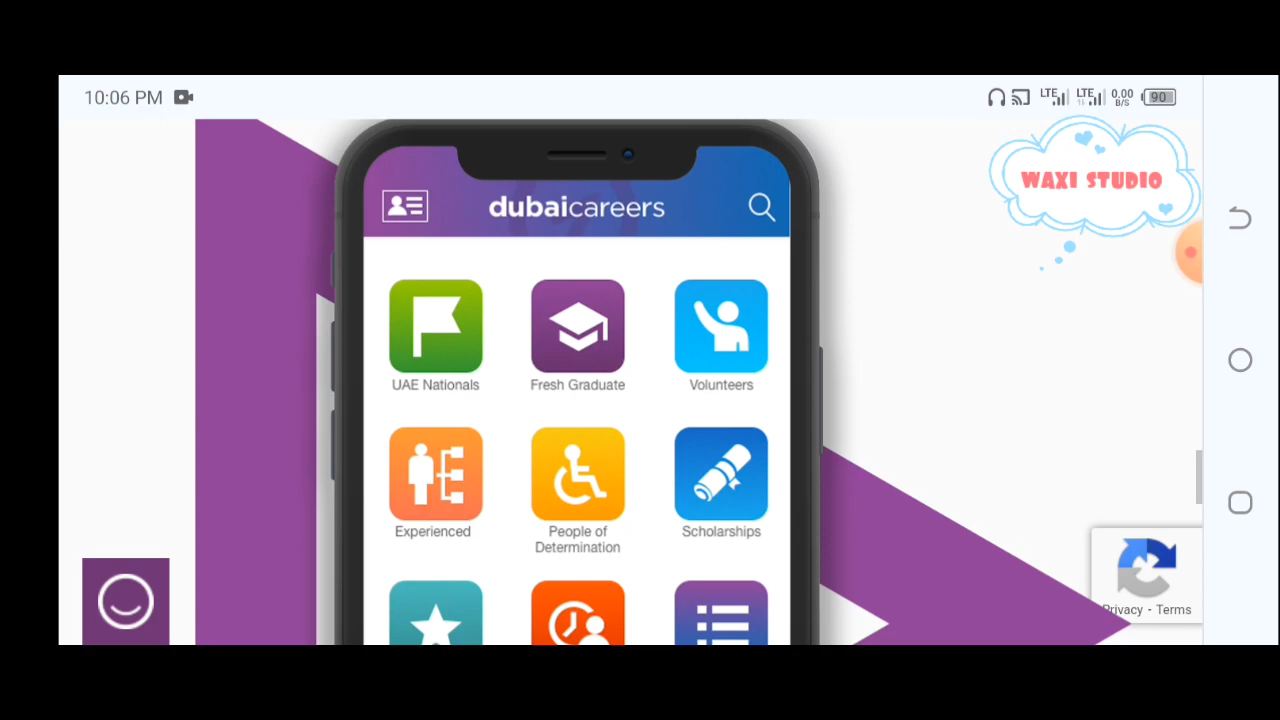 10:06 PM
LTE
LTE
0.00
B/S
90
WAXI STUDIO
dubaicareers
UAE Nationals
Fresh Graduate
Volunteers
Experienced
People of
Determination
Scholarships
Privacy - Terms